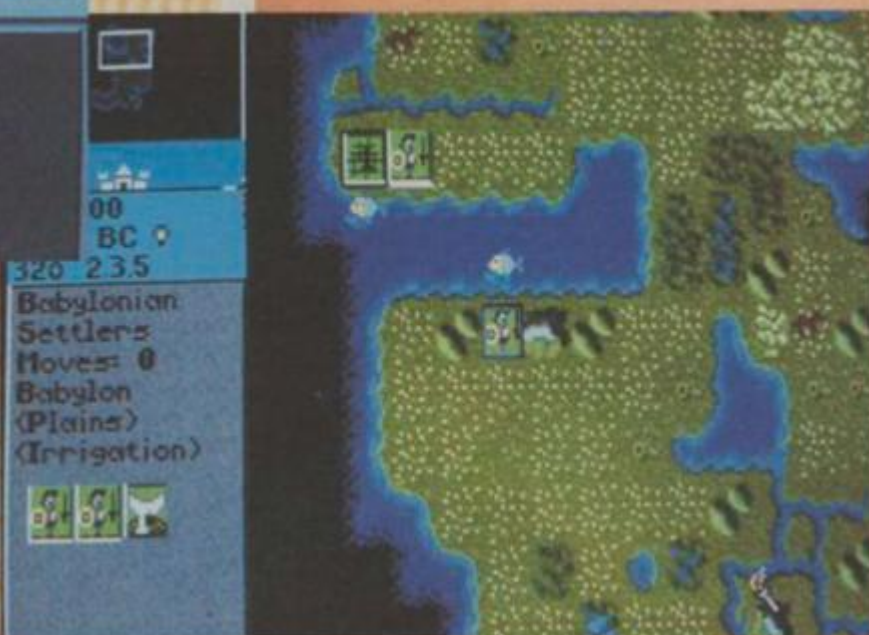 00
BC
320 2.3.5
Babylonian
Settlers
Moves: 0
Babylon
(Plains)
(Irrigation)